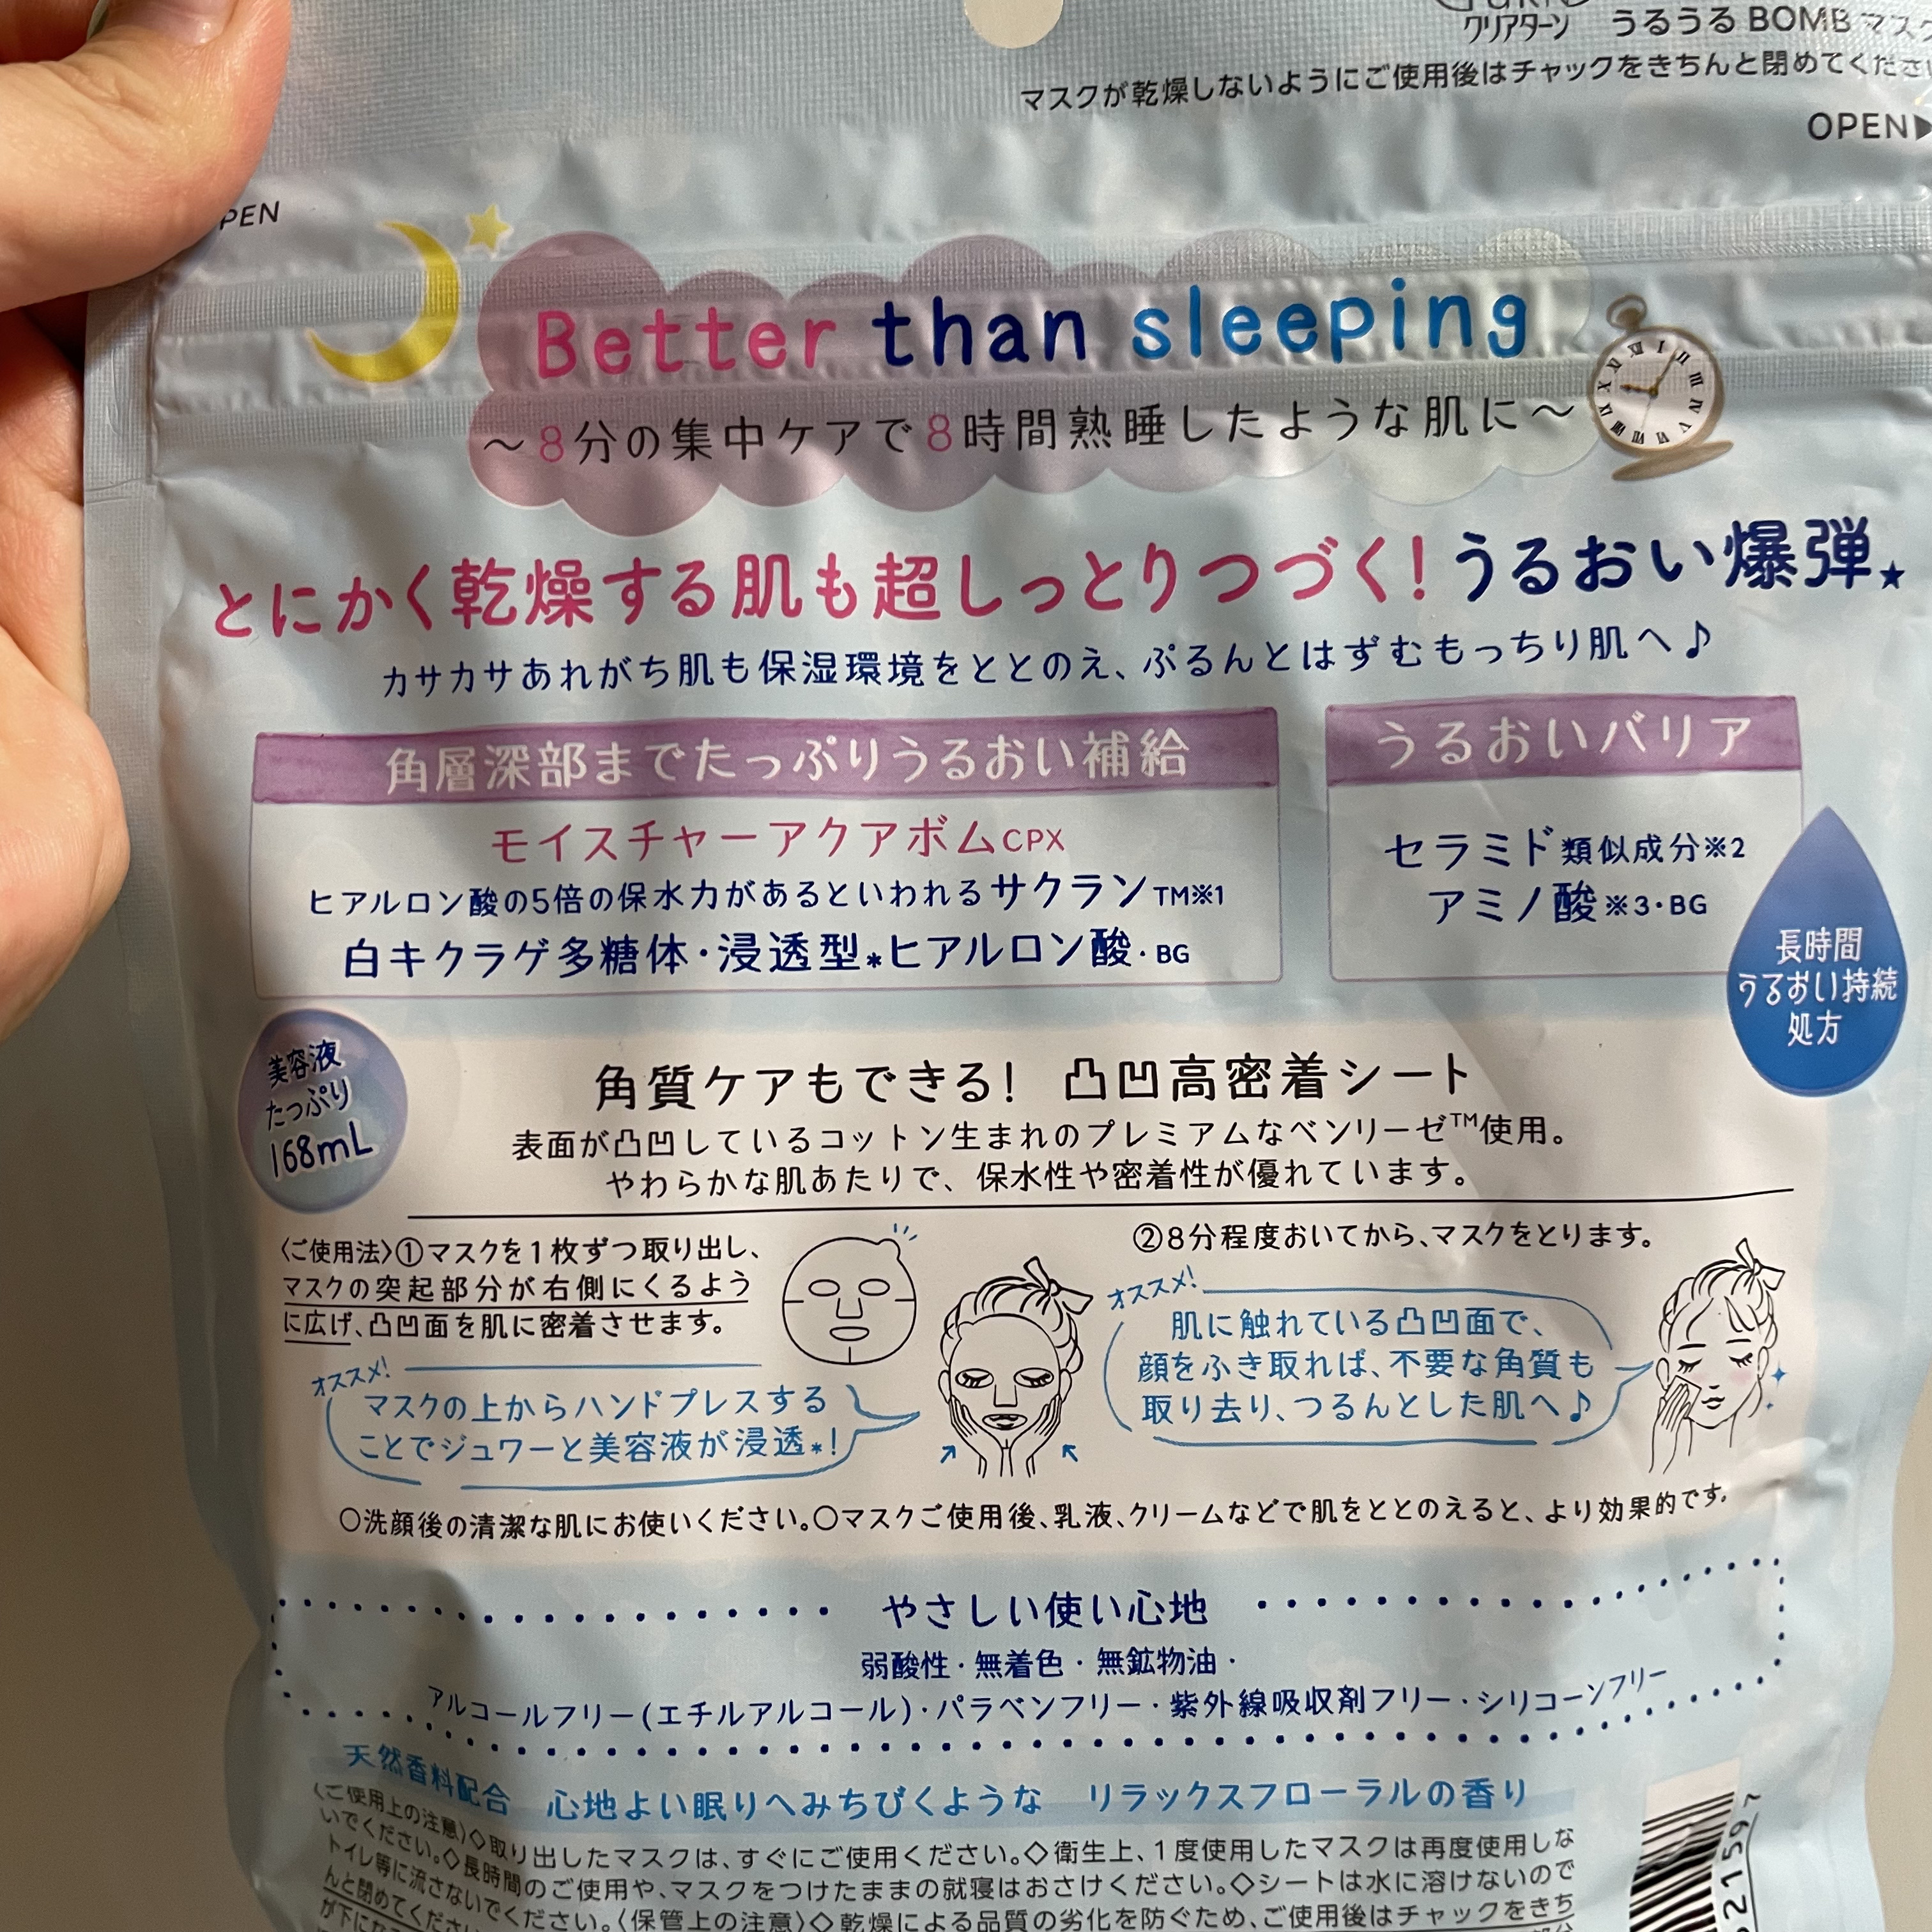 クリアターン うるうる BOMB マスク
マスクが乾燥しないようにご使用後はチャックをきちんと閉めてください
OPEN▶
PEN
Better than sleeping
～8分の集中ケアで8時間熟睡したような肌に～
とにかく乾燥する肌も超しっとりつづく!うるおい爆弾★
カサカサあれがち肌も保湿環境をととのえ、ぷるんとはずむもっちり肌へ♪
角層深部までたっぷりうるおい補給
モイスチャーアクアボムCPX
ヒアルロン酸の5倍の保水力があるといわれるサクラン™※1
白キクラゲ多糖体・浸透型*ヒアルロン酸・BG
うるおいバリア
セラミド類似成分※2
アミノ酸※3・BG
長時間
うるおい持続
処方
美容液
たっぷり
168mL
角質ケアもできる! 凸凹高密着シート
表面が凸凹しているコットン生まれのプレミアムなベンリーゼ™使用。
やわらかな肌あたりで、保水性や密着性が優れています。
〈ご使用法〉①マスクを1枚ずつ取り出し、
マスクの突起部分が右側にくるよう
に広げ、凸凹面を肌に密着させます。
オススメ!
マスクの上からハンドプレスする
ことでジュワーと美容液が浸透*!
②8分程度おいてから、マスクをとります。
オススメ!
肌に触れている凸凹面で、
顔をふき取れば、不要な角質も
取り去り、つるんとした肌へ♪
○洗顔後の清潔な肌にお使いください。○マスクご使用後、乳液、クリームなどで肌をととのえると、より効果的です。
やさしい使い心地
弱酸性・無着色・無鉱物油・
アルコールフリー(エチルアルコール)・パラベンフリー・紫外線吸収剤フリー・シリコーンフリー
天然香料配合 心地よい眠りへみちびくような リラックスフローラルの香り
〈ご使用上の注意〉◇取り出したマスクは、すぐにご使用ください。◇衛生上、1度使用したマスクは再度使用しな
いでください。◇長時間のご使用や、マスクをつけたままの就寝はおさけください。◇シートは水に溶けないので
トイレ等に流さないでください。〈保管上の注意〉◇乾燥による品質の劣化を防ぐため、ご使用後はチャックをきち
んと閉めてください
が下に